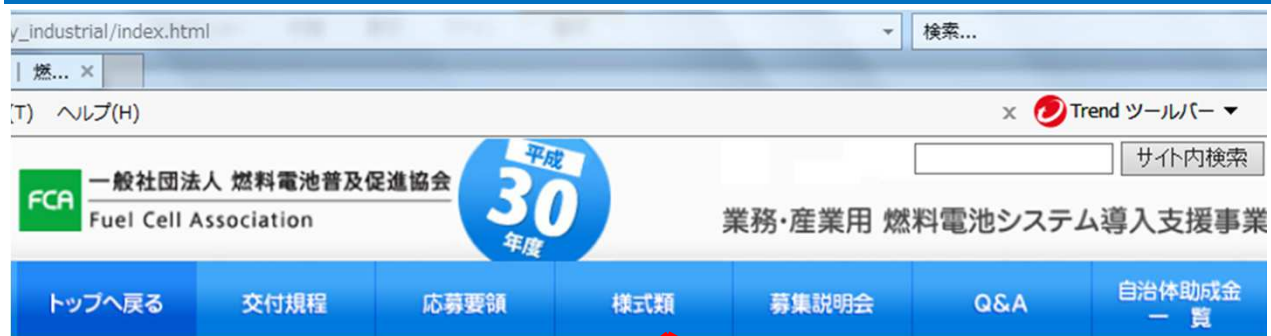 y_industrial/index.html
検索...
| 燃... ×
(T) ヘルプ(H)
x Trend ツールバー ▼
サイト内検索
FCA 一般社団法人 燃料電池普及促進協会
Fuel Cell Association
平成
30
年度
業務・産業用 燃料電池システム導入支援事業
トップへ戻る 交付規程 応募要領 様式類 募集説明会 Q&A 自治体助成金
一 覧